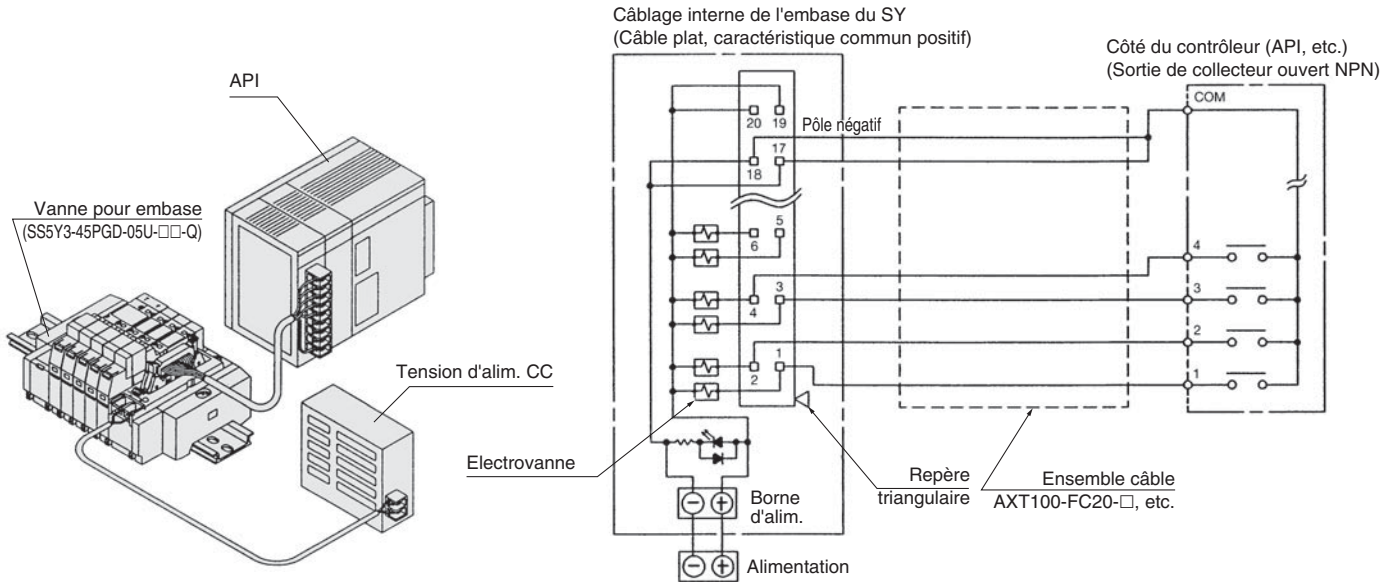 Câblage interne de l'embase du SY
(Câble plat, caractéristique commun positif)
Côté du contrôleur (API, etc.)
(Sortie de collecteur ouvert NPN)
API
Vanne pour embase
(SS5Y3-45PGD-05U-□□-Q)
Tension d'alim. CC
Electrovanne
COM
20 19
Pôle négatif
17
18
5
6
3
4
1
2
4
3
2
1
Repère
triangulaire
Ensemble câble
AXT100-FC20-□, etc.
Borne
d'alim.
Alimentation